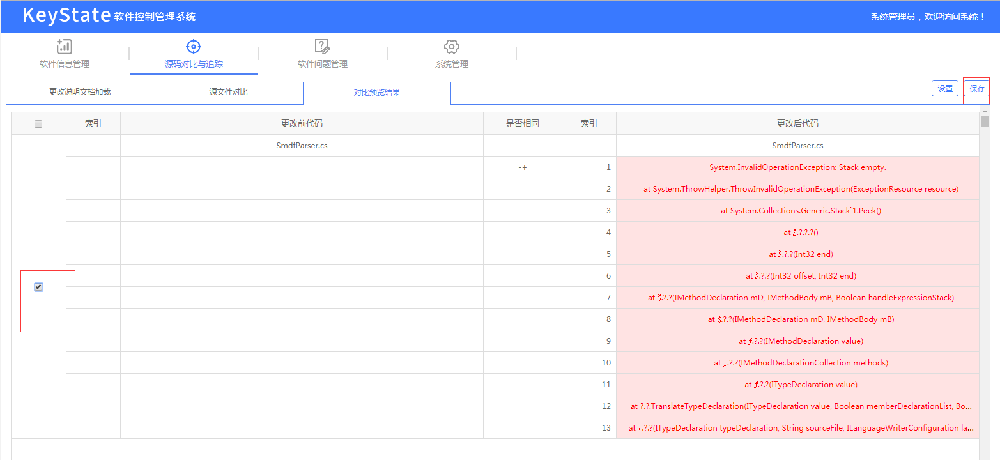 KeyState 软件控制管理系统
系统管理员，欢迎访问系统！
软件信息管理
源码对比与追踪
软件问题管理
系统管理
更改说明文档加载
源文件对比
对比预览结果
设置
保存
索引 更改前代码 是否相同 索引 更改后代码
SmdfParser.cs SmdfParser.cs
-+ 1 System.InvalidOperationException: Stack empty.
2 at System.ThrowHelper.ThrowInvalidOperationException(ExceptionResource resource)
3 at System.Collections.Generic.Stack`1.Peek()
4 at .?.?.?()
5 at .?.?(Int32 end)
6 at .?.?(Int32 offset, Int32 end)
7 at .?.?(IMethodDeclaration mD, IMethodBody mB, Boolean handleExpressionStack)
8 at .?.?(IMethodDeclaration mD, IMethodBody mB)
9 at ƒ.?.?(IMethodDeclaration value)
10 at „.?.?(IMethodDeclarationCollection methods)
11 at ƒ.?.?(ITypeDeclaration value)
12 at ?.?.TranslateTypeDeclaration(ITypeDeclaration value, Boolean memberDeclarationList, Bo...
13 at ‹.?.?(ITypeDeclaration typeDeclaration, String sourceFile, ILanguageWriterConfiguration la...